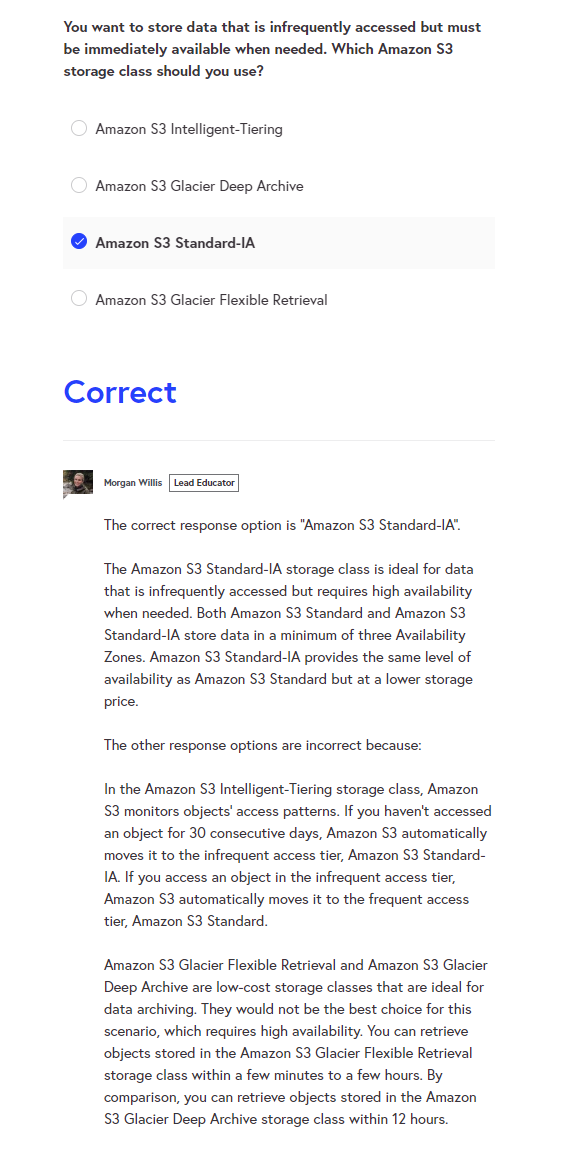 You want to store data that is infrequently accessed but must
be immediately available when needed. Which Amazon S3
storage class should you use?
Amazon S3 Intelligent-Tiering
Amazon S3 Glacier Deep Archive
Amazon S3 Standard-IA
Amazon S3 Glacier Flexible Retrieval
Correct
Morgan Willis Lead Educator
The correct response option is "Amazon S3 Standard-IA".
The Amazon S3 Standard-IA storage class is ideal for data
that is infrequently accessed but requires high availability
when needed. Both Amazon S3 Standard and Amazon S3
Standard-IA store data in a minimum of three Availability
Zones. Amazon S3 Standard-IA provides the same level of
availability as Amazon S3 Standard but at a lower storage
price.
The other response options are incorrect because:
In the Amazon S3 Intelligent-Tiering storage class, Amazon
S3 monitors objects' access patterns. If you haven't accessed
an object for 30 consecutive days, Amazon S3 automatically
moves it to the infrequent access tier, Amazon S3 Standard-
IA. If you access an object in the infrequent access tier,
Amazon S3 automatically moves it to the frequent access
tier, Amazon S3 Standard.
Amazon S3 Glacier Flexible Retrieval and Amazon S3 Glacier
Deep Archive are low-cost storage classes that are ideal for
data archiving. They would not be the best choice for this
scenario, which requires high availability. You can retrieve
objects stored in the Amazon S3 Glacier Flexible Retrieval
storage class within a few minutes to a few hours. By
comparison, you can retrieve objects stored in the Amazon
S3 Glacier Deep Archive storage class within 12 hours.